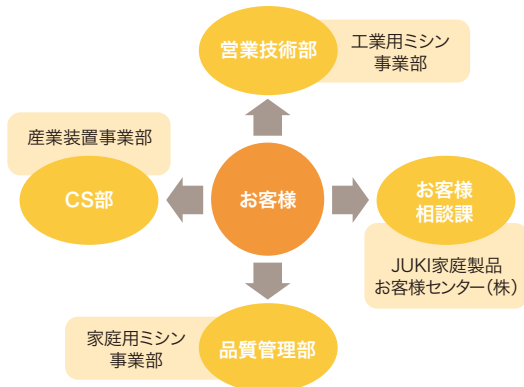 営業技術部
工業用ミシン
事業部
産業装置事業部
CS部
お客様
お客様
相談課
JUKI家庭製品
お客様センター（株）
家庭用ミシン
事業部
品質管理部